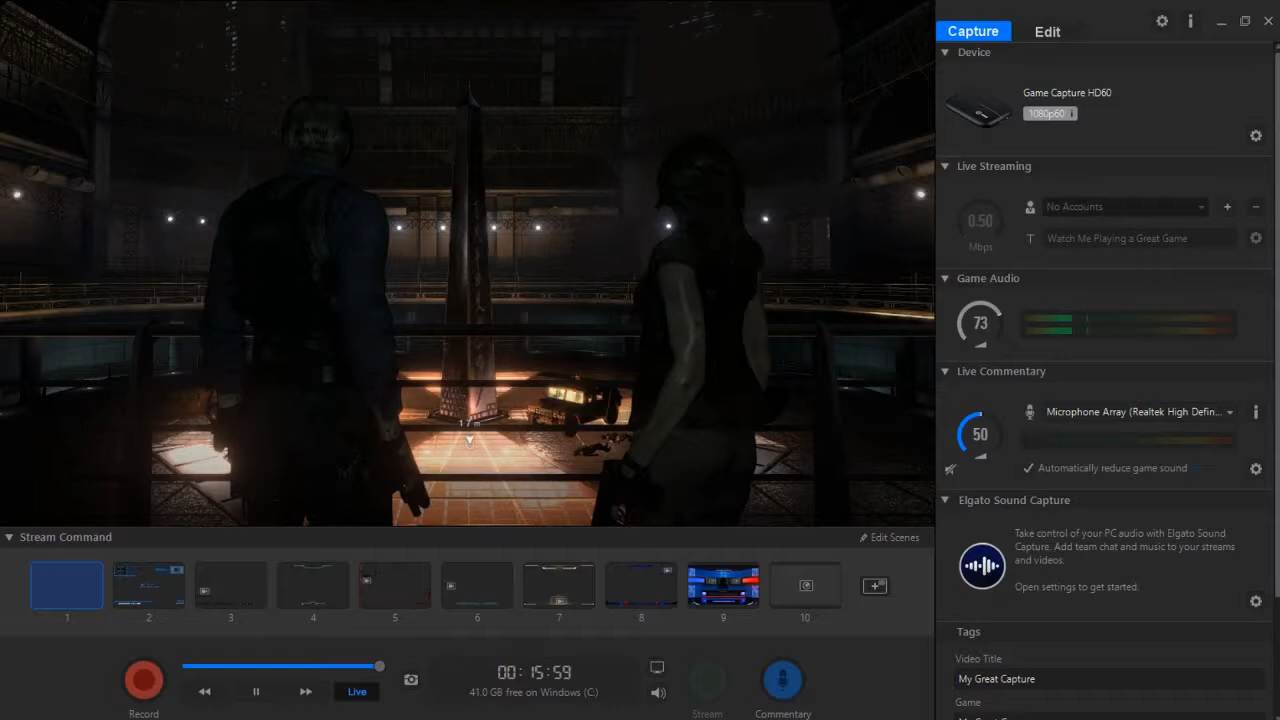 Capture
Edit
Device
Game Capture HD60
1080p60
Live Streaming
No Accounts
0.50
Mbps
Watch Me Playing a Great Game
Game Audio
73
Live Commentary
Microphone Array (Realtek High Defin...
50
Automatically reduce game sound
Elgato Sound Capture
Take control of your PC audio with Elgato Sound
Capture. Add team chat and music to your streams
and videos.
Open settings to get started.
Tags
Video Title
My Great Capture
Game
17 m
Stream Command
Edit Scenes
1
2
3
4
5
6
7
8
9
10
Live
00:15:59
41.0 GB free on Windows (C:)
Record
Stream
Commentary